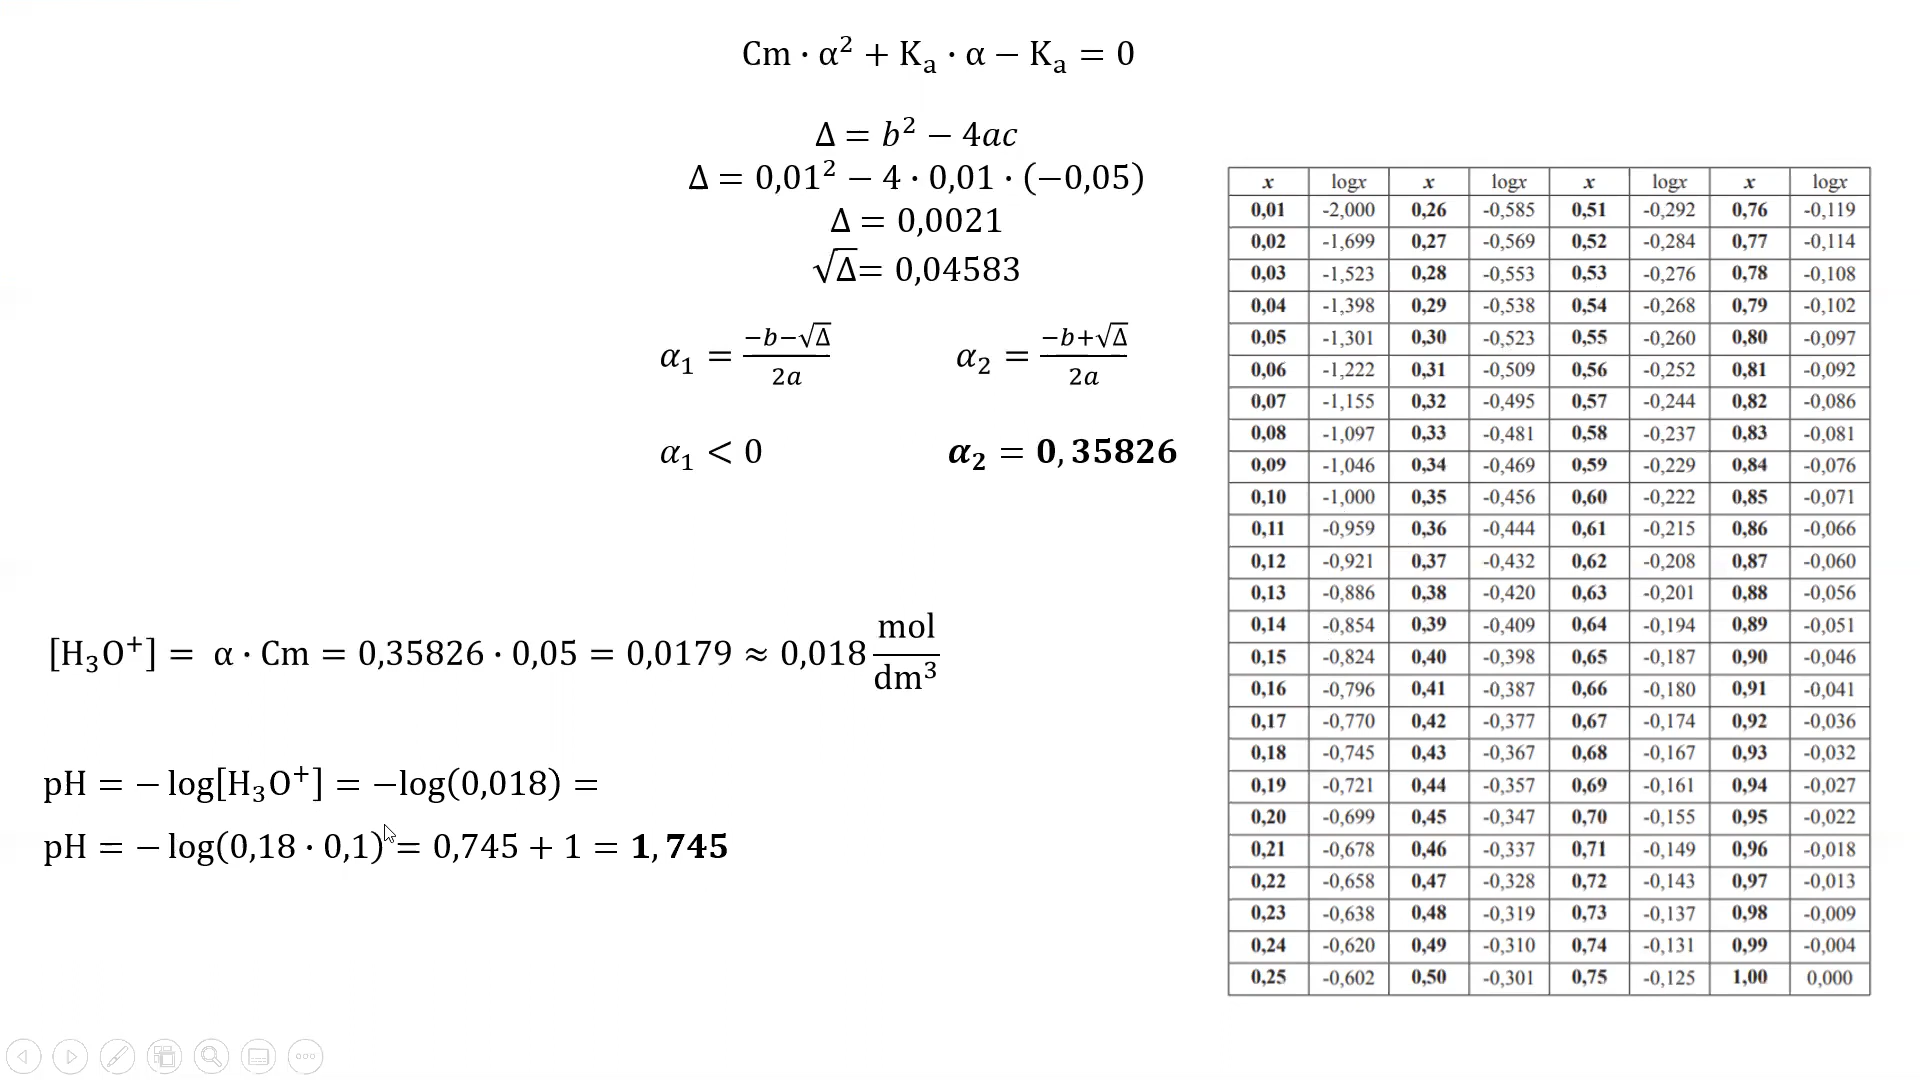 Cm · α² + Kₐ · α − Kₐ = 0
Δ = b² − 4ac
Δ = 0,01² − 4 · 0,01 · (−0,05)
Δ = 0,0021
√Δ= 0,04583
α₁ = (−b−√Δ)/2a α₂ = (−b+√Δ)/2a
α₁ < 0 α₂ = 0,35826
[H₃O⁺] = α · Cm = 0,35826 · 0,05 = 0,0179 ≈ 0,018 mol/dm³
pH = − log[H₃O⁺] = −log(0,018) =
pH = − log(0,18 · 0,1) = 0,745 + 1 = 1,745
x logx x logx x logx x logx
0,01 -2,000 0,26 -0,585 0,51 -0,292 0,76 -0,119
0,02 -1,699 0,27 -0,569 0,52 -0,284 0,77 -0,114
0,03 -1,523 0,28 -0,553 0,53 -0,276 0,78 -0,108
0,04 -1,398 0,29 -0,538 0,54 -0,268 0,79 -0,102
0,05 -1,301 0,30 -0,523 0,55 -0,260 0,80 -0,097
0,06 -1,222 0,31 -0,509 0,56 -0,252 0,81 -0,092
0,07 -1,155 0,32 -0,495 0,57 -0,244 0,82 -0,086
0,08 -1,097 0,33 -0,481 0,58 -0,237 0,83 -0,081
0,09 -1,046 0,34 -0,469 0,59 -0,229 0,84 -0,076
0,10 -1,000 0,35 -0,456 0,60 -0,222 0,85 -0,071
0,11 -0,959 0,36 -0,444 0,61 -0,215 0,86 -0,066
0,12 -0,921 0,37 -0,432 0,62 -0,208 0,87 -0,060
0,13 -0,886 0,38 -0,420 0,63 -0,201 0,88 -0,056
0,14 -0,854 0,39 -0,409 0,64 -0,194 0,89 -0,051
0,15 -0,824 0,40 -0,398 0,65 -0,187 0,90 -0,046
0,16 -0,796 0,41 -0,387 0,66 -0,180 0,91 -0,041
0,17 -0,770 0,42 -0,377 0,67 -0,174 0,92 -0,036
0,18 -0,745 0,43 -0,367 0,68 -0,167 0,93 -0,032
0,19 -0,721 0,44 -0,357 0,69 -0,161 0,94 -0,027
0,20 -0,699 0,45 -0,347 0,70 -0,155 0,95 -0,022
0,21 -0,678 0,46 -0,337 0,71 -0,149 0,96 -0,018
0,22 -0,658 0,47 -0,328 0,72 -0,143 0,97 -0,013
0,23 -0,638 0,48 -0,319 0,73 -0,137 0,98 -0,009
0,24 -0,620 0,49 -0,310 0,74 -0,131 0,99 -0,004
0,25 -0,602 0,50 -0,301 0,75 -0,125 1,00 0,000